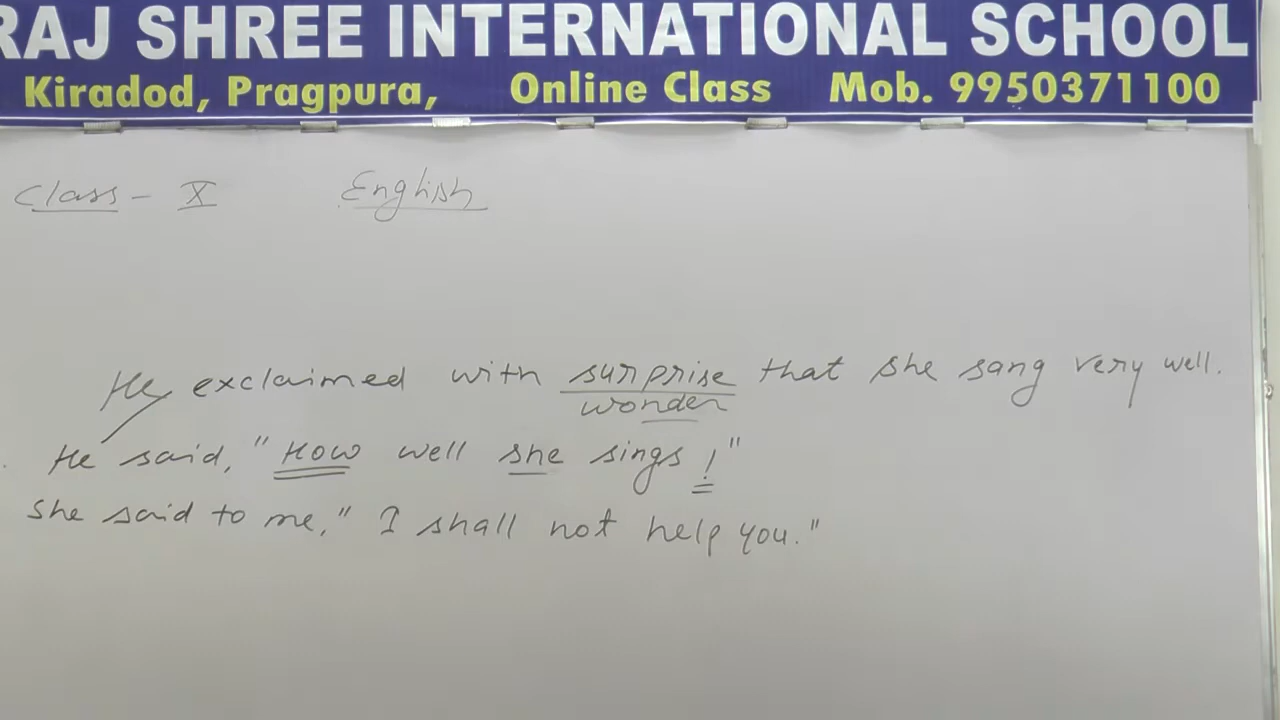 RAJ SHREE INTERNATIONAL SCHOOL
Kiradod, Pragpura, Online Class Mob. 9950371100
Class - X English
He exclaimed with surprise that she sang very well.
wonder
He said, "How well she sings!"
She said to me," I shall not help you."